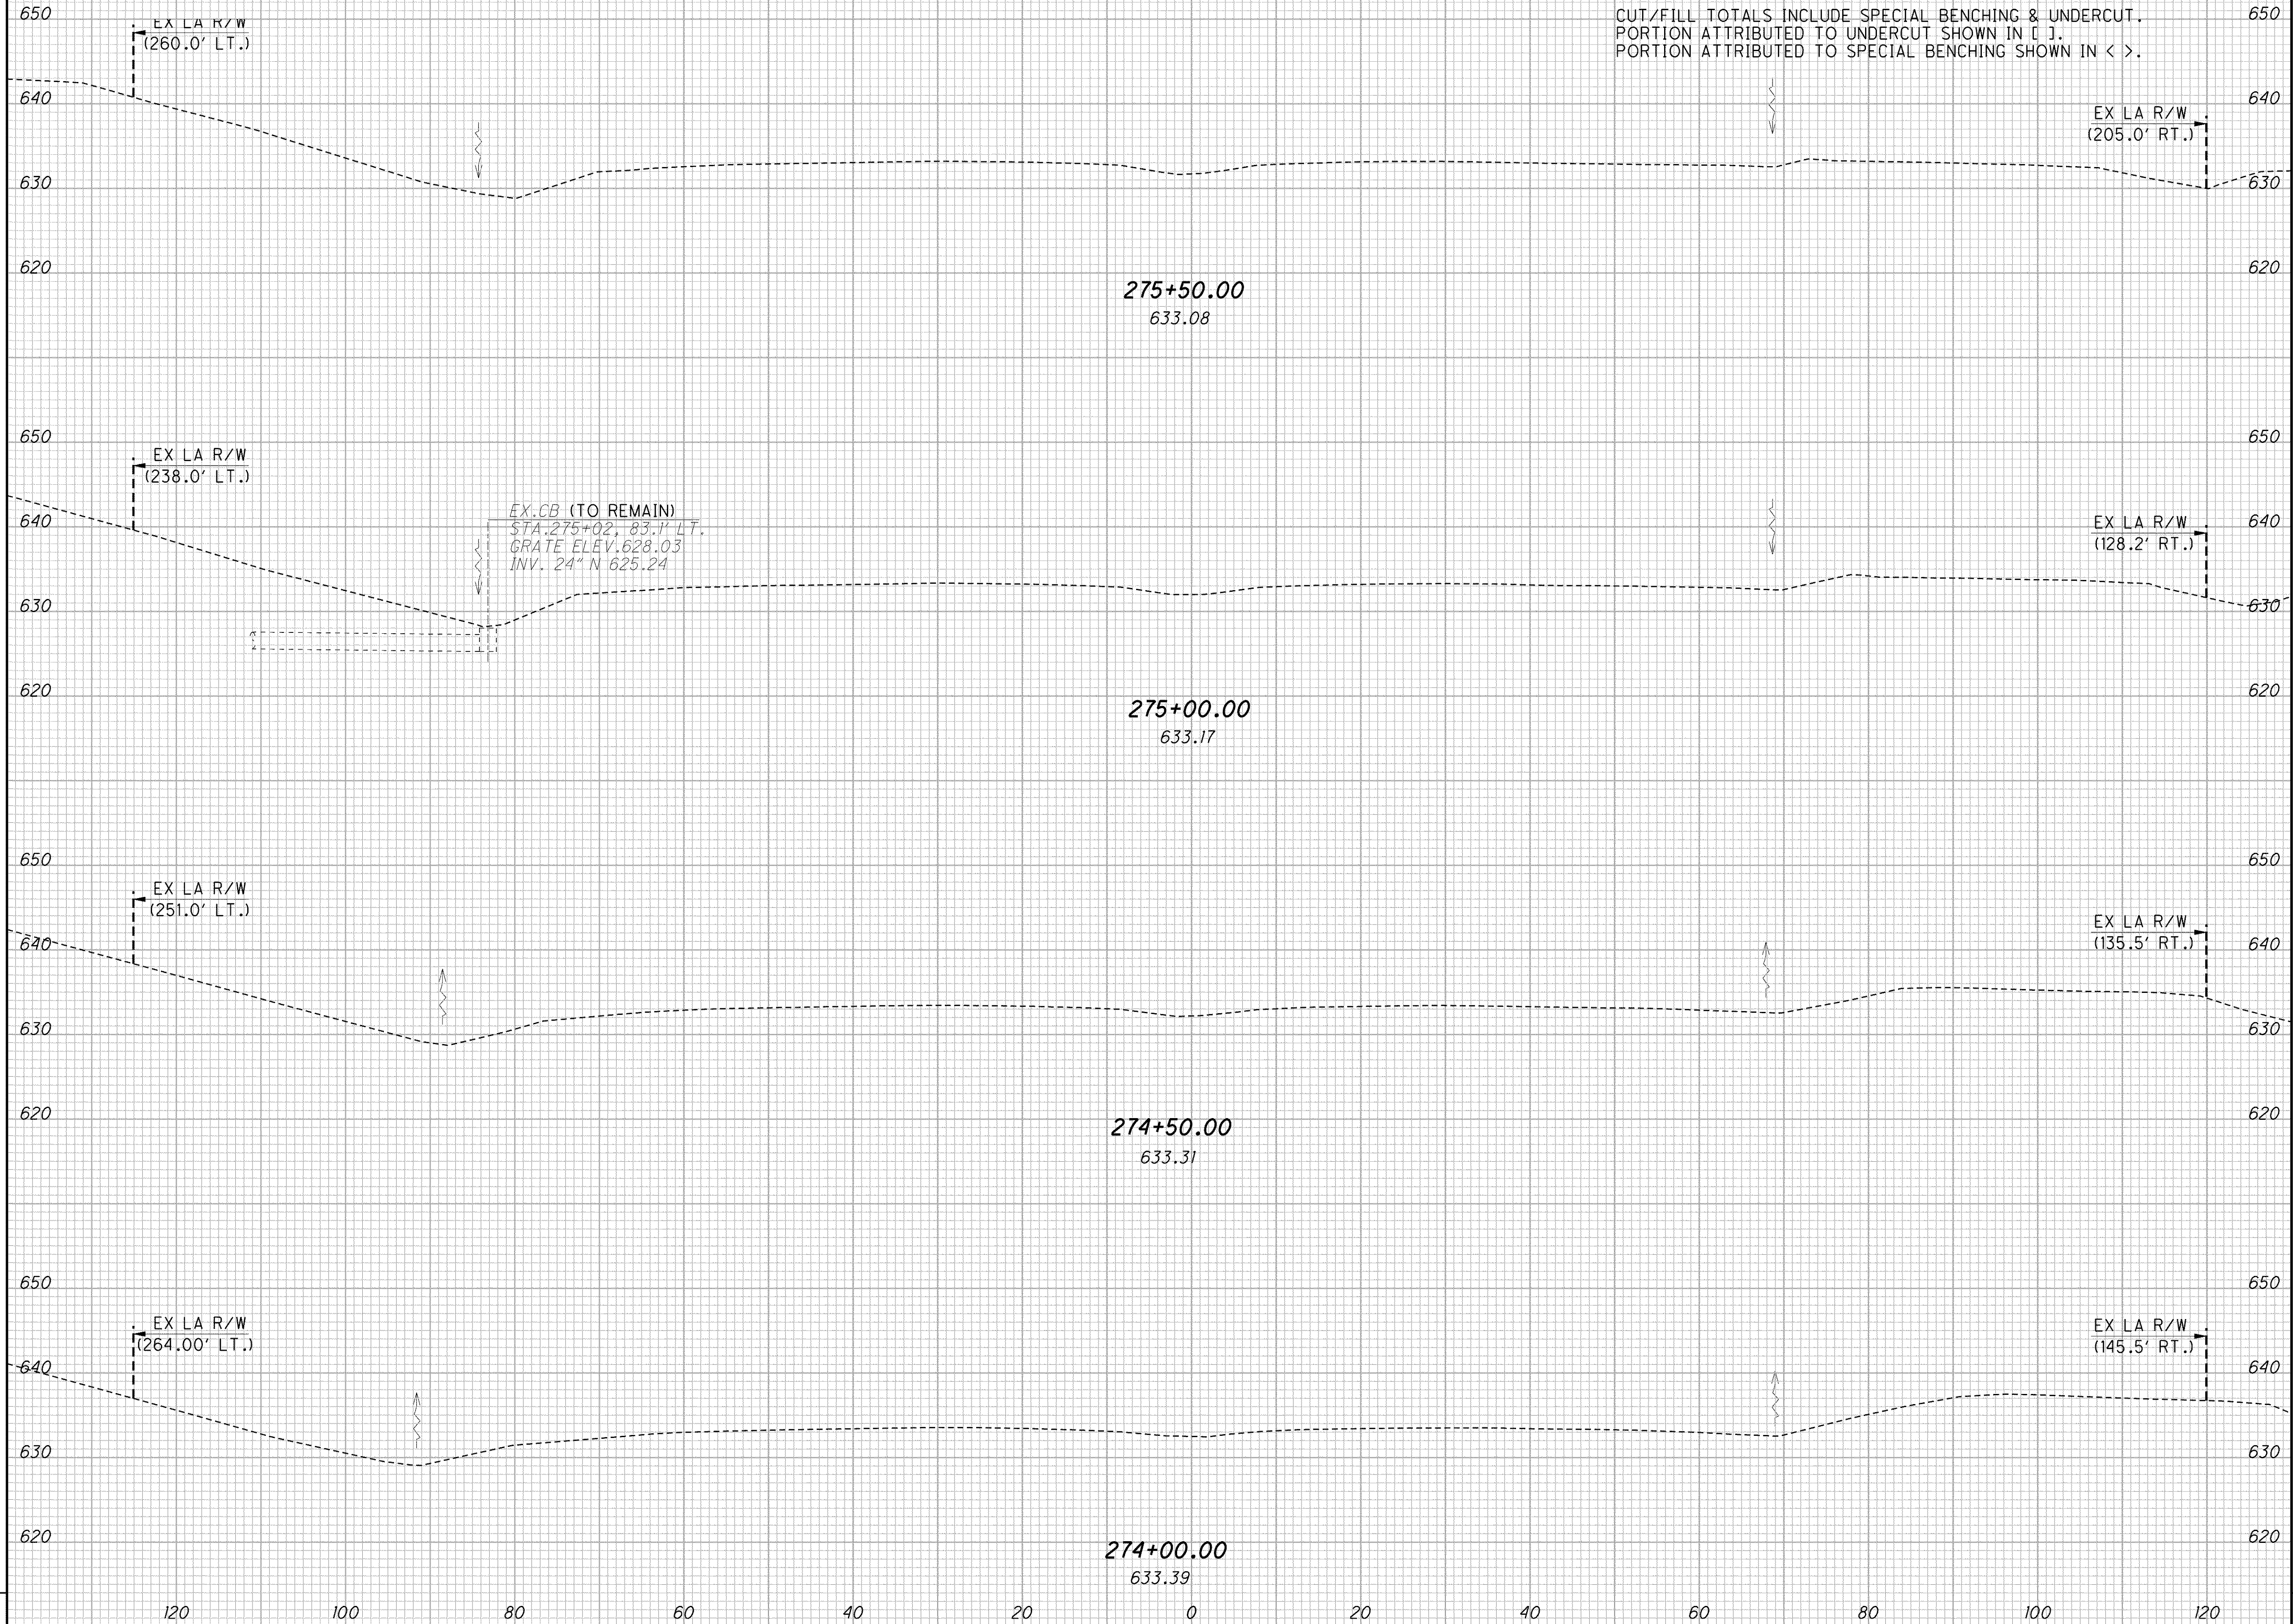 650
EX LA R/W
(260.0' LT.)
CUT/FILL TOTALS INCLUDE SPECIAL BENCHING & UNDERCUT.
PORTION ATTRIBUTED TO UNDERCUT SHOWN IN [ ].
PORTION ATTRIBUTED TO SPECIAL BENCHING SHOWN IN < >.
650
640
640
EX LA R/W
(205.0' RT.)
630
630
620
620
275+50.00
633.08
650
650
EX LA R/W
(238.0' LT.)
640
640
EX.CB (TO REMAIN)
STA.275+02, 83.1' LT.
GRATE ELEV.628.03
INV. 24" N 625.24
EX LA R/W
(128.2' RT.)
630
630
620
620
275+00.00
633.17
650
650
EX LA R/W
(251.0' LT.)
640
640
EX LA R/W
(135.5' RT.)
630
630
620
620
274+50.00
633.31
650
650
EX LA R/W
(264.00' LT.)
EX LA R/W
(145.5' RT.)
640
640
630
630
620
620
274+00.00
633.39
120 100 80 60 40 20 0 20 40 60 80 100 120